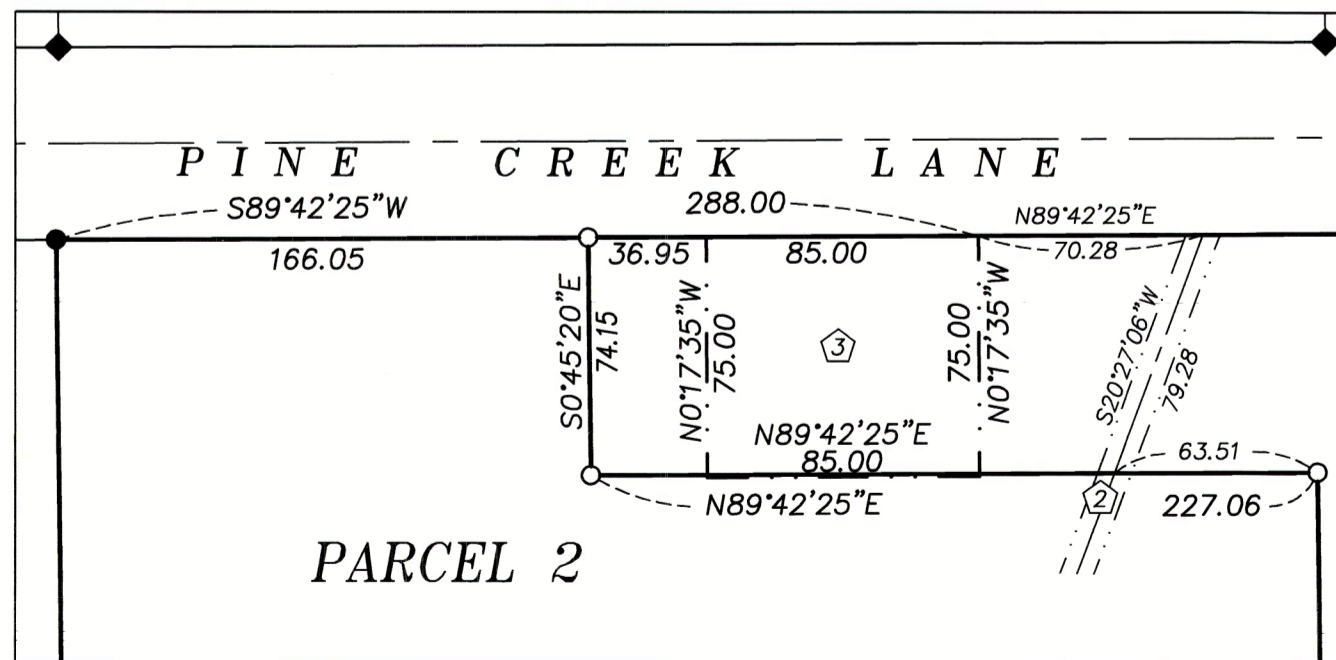 PINE CREEK LANE
S89°42'25"W
288.00
N89°42'25"E
166.05
36.95
85.00
70.28
S0°45'20"E
74.15
N0°17'35"W
75.00
3
75.00
N0°17'35"W
S20°27'06"W
79.28
N89°42'25"E
85.00
63.51
N89°42'25"E
2
227.06
PARCEL 2